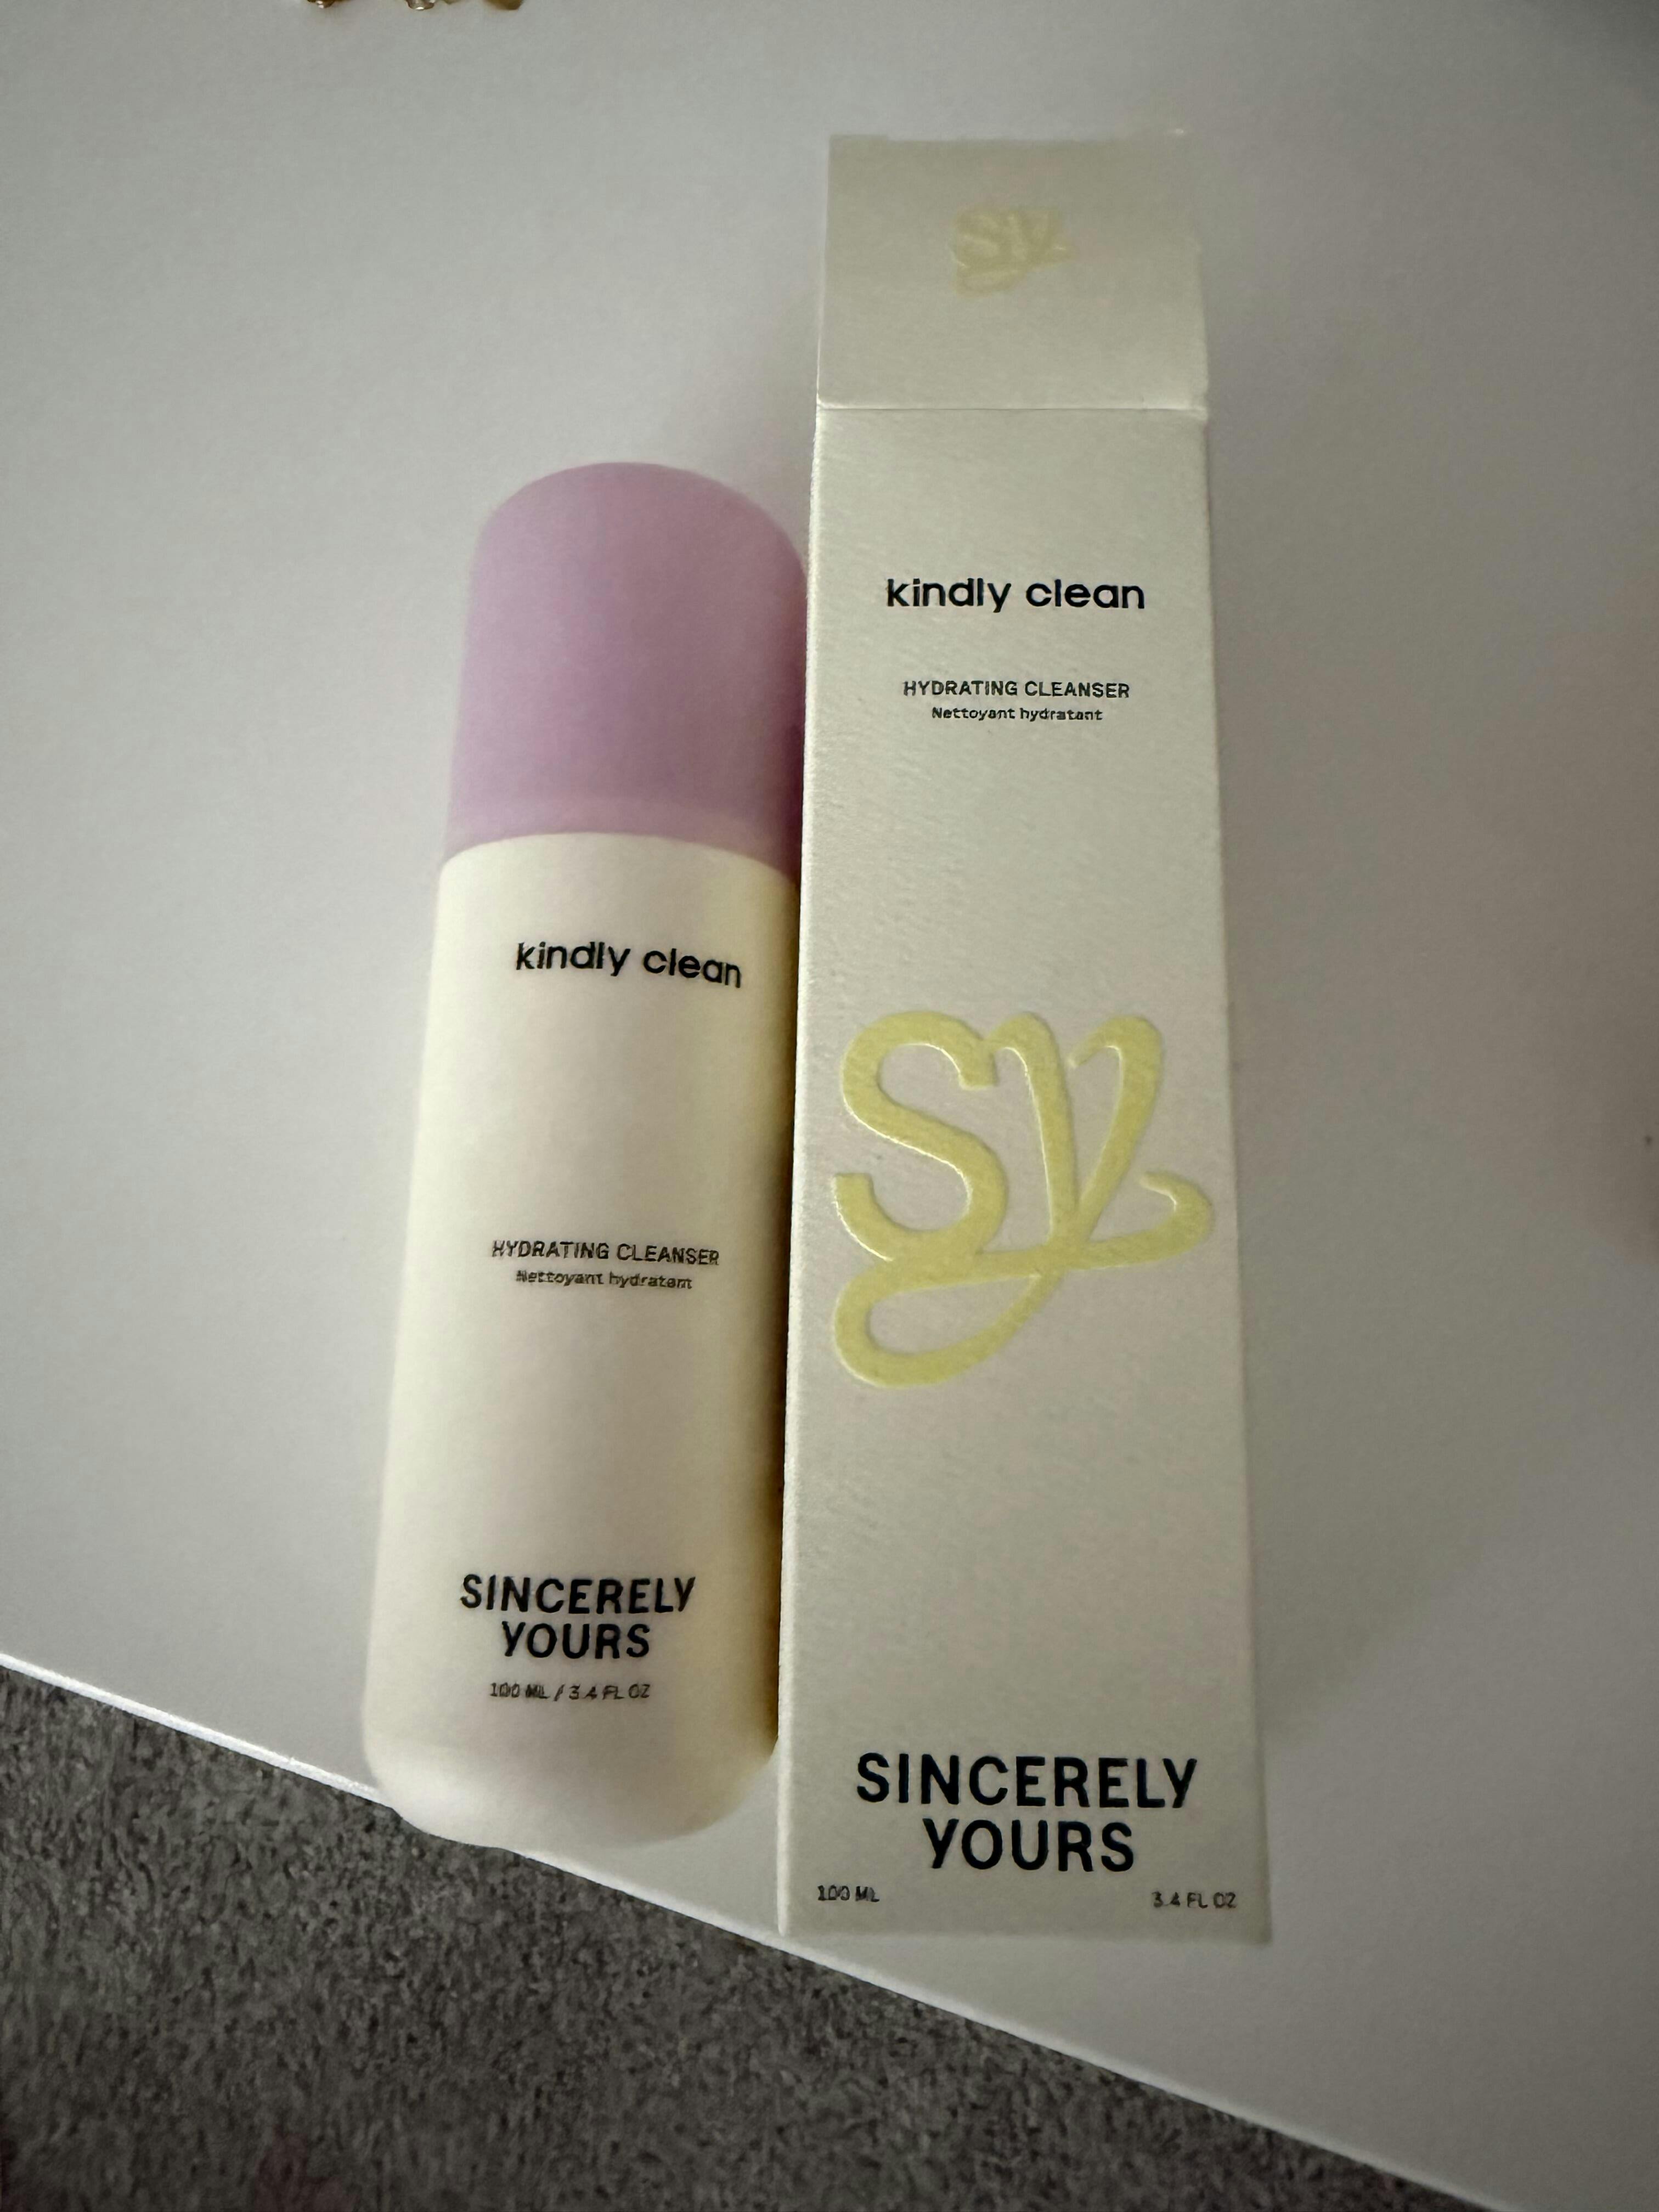 kindly clean
HYDRATING CLEANSER
Nettoyant hydratant
SINCERELY
YOURS
100 ML / 3.4 FL OZ
sy
kindly clean
HYDRATING CLEANSER
Nettoyant hydratant
sy
SINCERELY
YOURS
100 ML
3.4 FL OZ